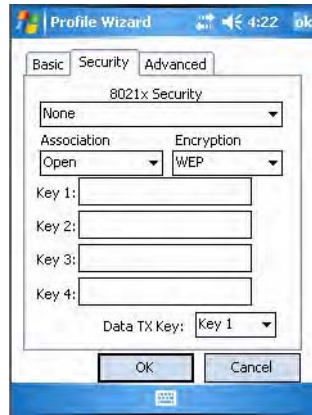 Profile Wizard 4:22 ok
Basic Security Advanced
8021x Security
None
Association Encryption
Open WEP
Key 1:
Key 2:
Key 3:
Key 4:
Data TX Key: Key 1
OK Cancel